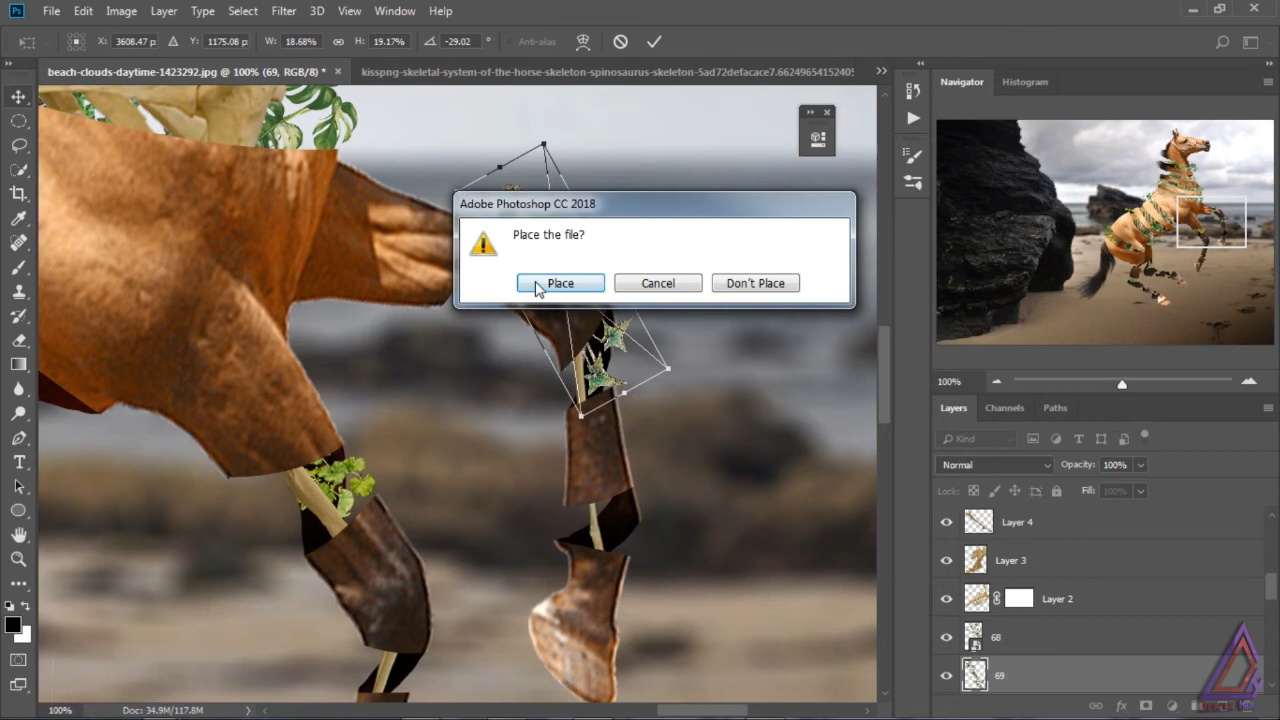 Ps File Edit Image Layer Type Select Filter 3D View Window Help
X: 3608.47 p: Y: 1175.08 p: W: 18.68% H: 19.17% -29.02 ° Anti-alias
beach-clouds-daytime-1423292.jpg @ 100% (69, RGB/8) * kisspng-skeletal-system-of-the-horse-skeleton-spinosaurus-skeleton-5ad72defacace7.6624965415240
Navigator Histogram
Adobe Photoshop CC 2018
Place the file?
Place Cancel Don't Place
100%
Layers Channels Paths
Kind
Normal Opacity: 100%
Lock: Fill: 100%
Layer 4
Layer 3
Layer 2
68
69
100% Doc: 34.9M/117.8M